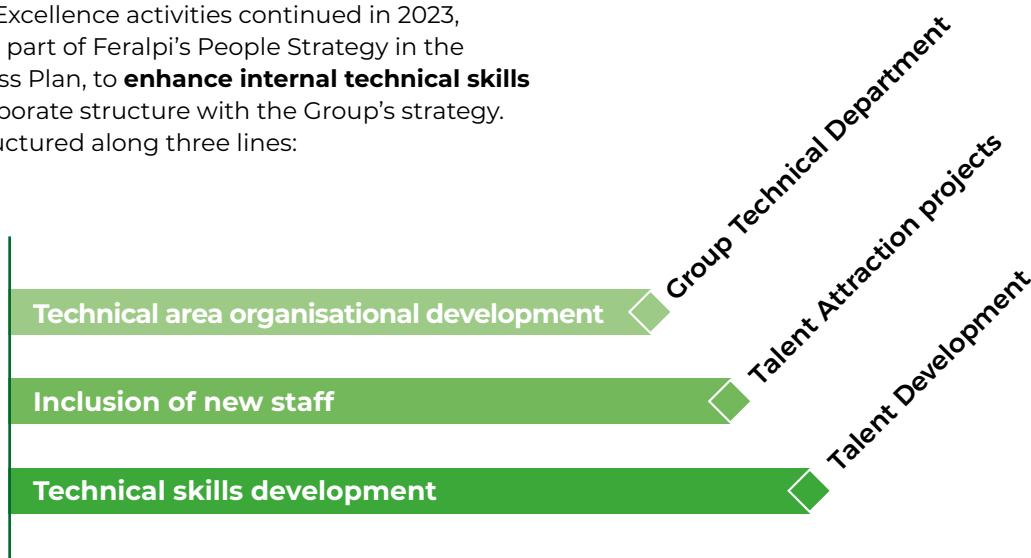 Excellence activities continued in 2023,
part of Feralpi's People Strategy in the
ss Plan, to enhance internal technical skills
porate structure with the Group's strategy.
uctured along three lines:
Technical area organisational development
Group Technical Department
Inclusion of new staff
Talent Attraction projects
Technical skills development
Talent Development